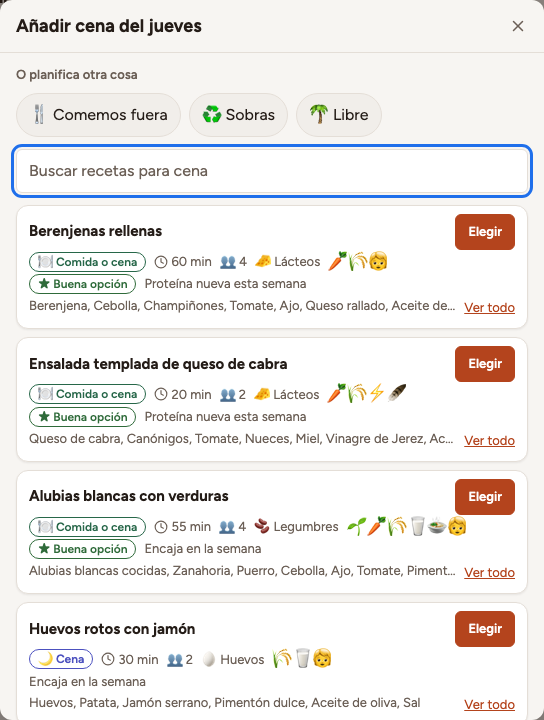 Añadir cena del jueves
O planifica otra cosa
Comemos fuera
Sobras
Libre
Buscar recetas para cena
Berenjenas rellenas
Elegir
Comida o cena 60 min 4 Lácteos
Buena opción Proteína nueva esta semana
Berenjena, Cebolla, Champiñones, Tomate, Ajo, Queso rallado, Aceite de... Ver todo
Ensalada templada de queso de cabra
Elegir
Comida o cena 20 min 2 Lácteos
Buena opción Proteína nueva esta semana
Queso de cabra, Canónigos, Tomate, Nueces, Miel, Vinagre de Jerez, Ac... Ver todo
Alubias blancas con verduras
Elegir
Comida o cena 55 min 4 Legumbres
Buena opción Encaja en la semana
Alubias blancas cocidas, Zanahoria, Puerro, Cebolla, Ajo, Tomate, Piment... Ver todo
Huevos rotos con jamón
Elegir
Cena 30 min 2 Huevos
Encaja en la semana
Huevos, Patata, Jamón serrano, Pimentón dulce, Aceite de oliva, Sal Ver todo